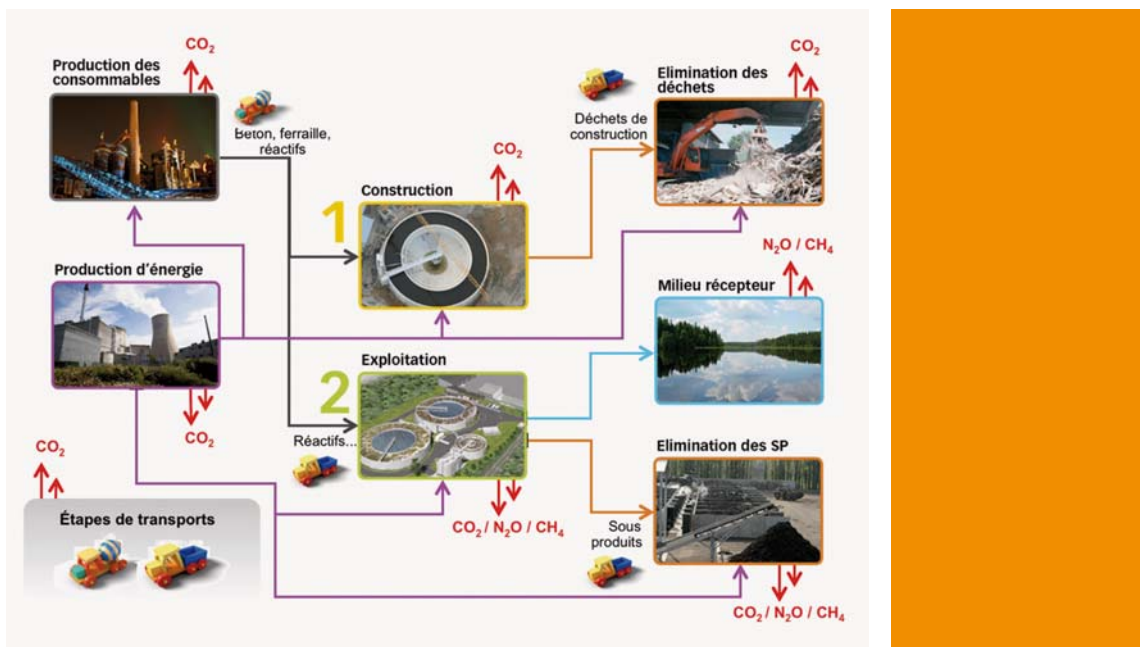 CO₂
Production des
consommables
Béton, ferraille,
réactifs
CO₂
Elimination des
déchets
Déchets de
construction
CO₂
1
Construction
Production d'énergie
CO₂
N₂O / CH₄
Milieu récepteur
2
Exploitation
Réactifs...
CO₂ / N₂O / CH₄
Elimination des SP
Sous
produits
CO₂ / N₂O / CH₄
CO₂
Étapes de transports